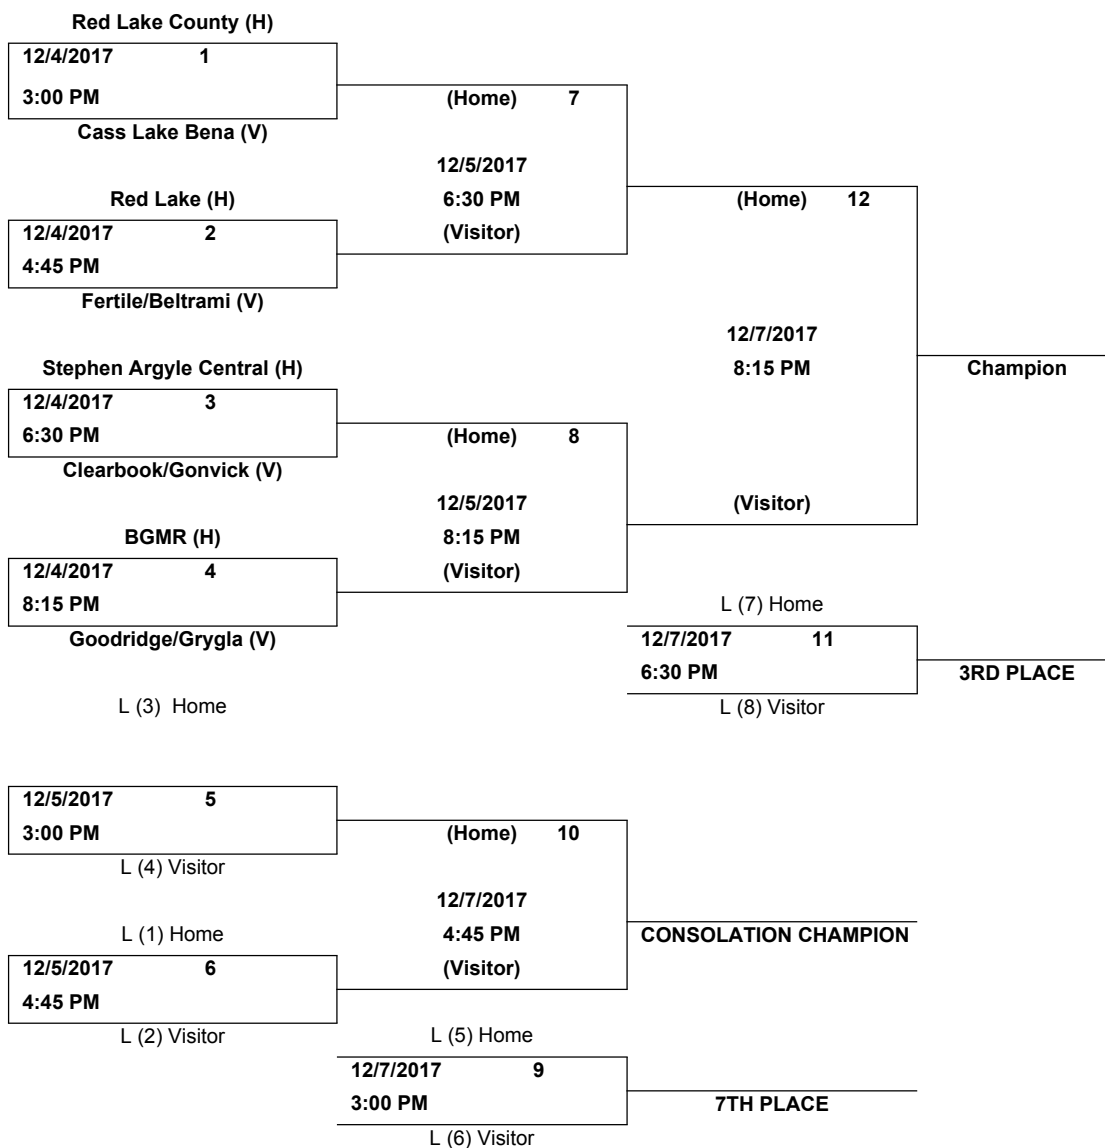 Red Lake County (H)
12/4/2017 1
3:00 PM
Cass Lake Bena (V)
(Home) 7
12/5/2017
6:30 PM
(Visitor)
Red Lake (H)
12/4/2017 2
4:45 PM
Fertile/Beltrami (V)
(Home) 12
12/7/2017
8:15 PM
(Visitor)
Champion
Stephen Argyle Central (H)
12/4/2017 3
6:30 PM
Clearbook/Gonvick (V)
(Home) 8
12/5/2017
8:15 PM
(Visitor)
BGMR (H)
12/4/2017 4
8:15 PM
Goodridge/Grygla (V)
L (7) Home
12/7/2017 11
6:30 PM
L (8) Visitor
3RD PLACE
L (3) Home
12/5/2017 5
3:00 PM
L (4) Visitor
(Home) 10
12/7/2017
4:45 PM
(Visitor)
CONSOLATION CHAMPION
L (1) Home
12/5/2017 6
4:45 PM
L (2) Visitor
L (5) Home
12/7/2017 9
3:00 PM
L (6) Visitor
7TH PLACE